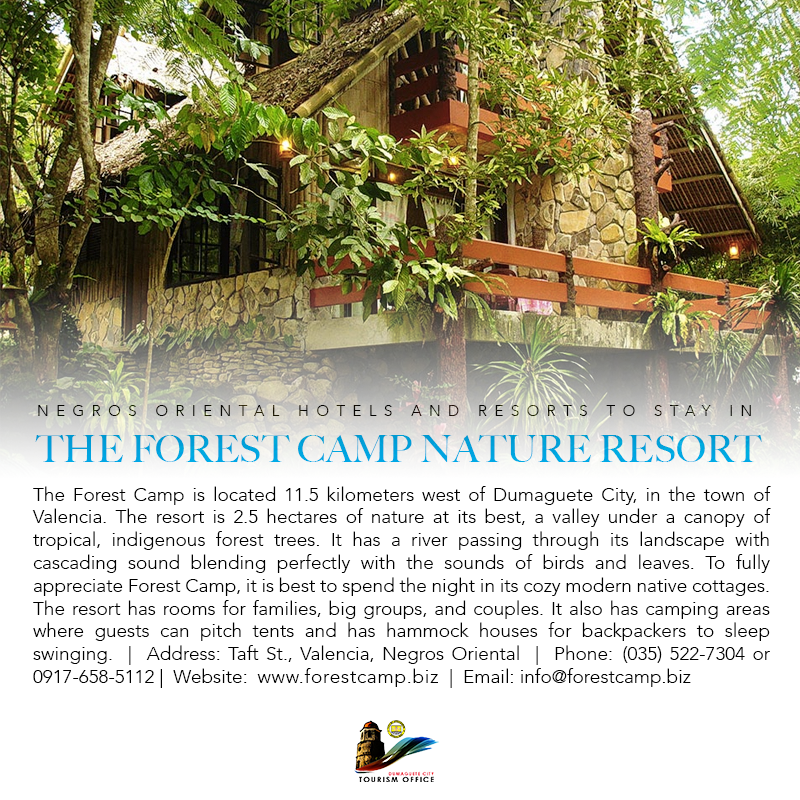 NEGROS ORIENTAL HOTELS AND RESORTS TO STAY IN
THE FOREST CAMP NATURE RESORT
The Forest Camp is located 11.5 kilometers west of Dumaguete City, in the town of
Valencia. The resort is 2.5 hectares of nature at its best, a valley under a canopy of
tropical, indigenous forest trees. It has a river passing through its landscape with
cascading sound blending perfectly with the sounds of birds and leaves. To fully
appreciate Forest Camp, it is best to spend the night in its cozy modern native cottages.
The resort has rooms for families, big groups, and couples. It also has camping areas
where guests can pitch tents and has hammock houses for backpackers to sleep
swinging. | Address: Taft St., Valencia, Negros Oriental | Phone: (035) 522-7304 or
0917-658-5112 | Website: www.forestcamp.biz | Email: info@forestcamp.biz
DUMAGUETE CITY
TOURISM OFFICE